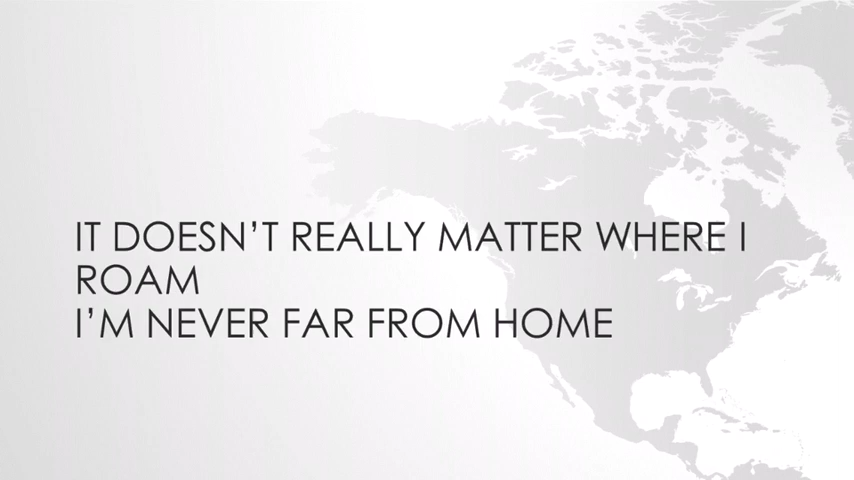 IT DOESN’T REALLY MATTER WHERE I
ROAM
I’M NEVER FAR FROM HOME